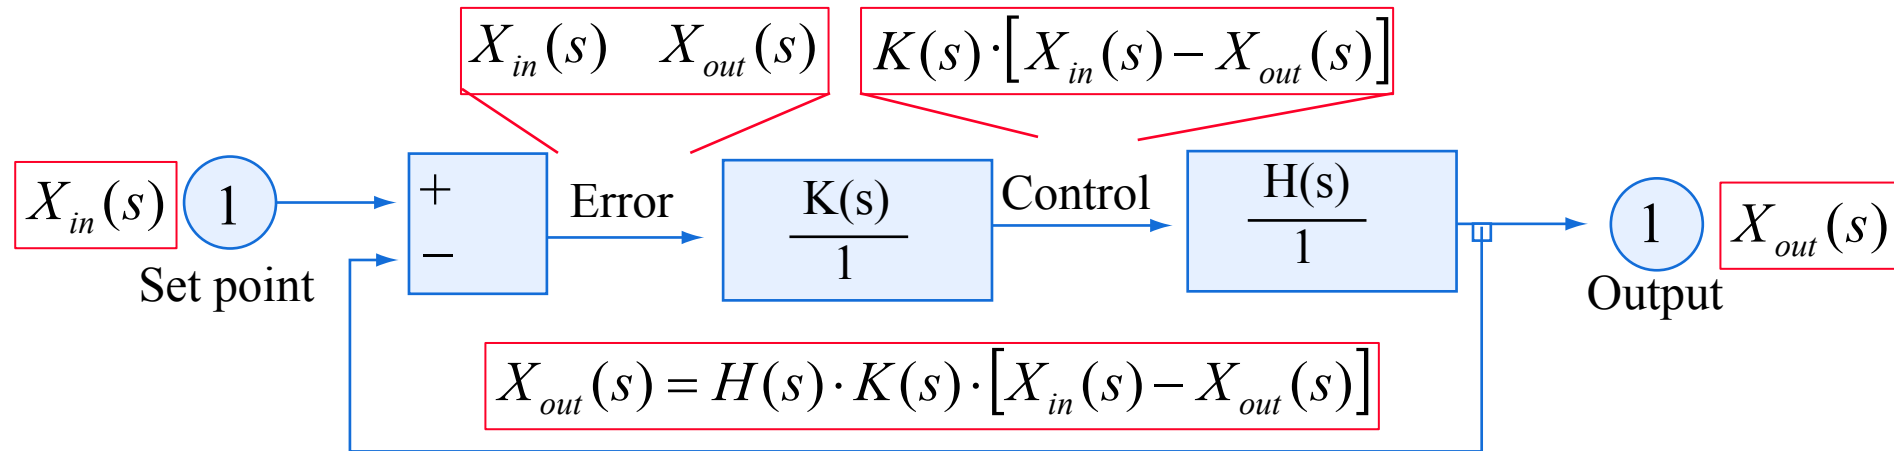 X_in(s) X_out(s)
K(s)·[X_in(s) − X_out(s)]
X_in(s)
1
Set point
+
−
Error
K(s)
1
Control
H(s)
1
1
Output
X_out(s)
X_out(s) = H(s)·K(s)·[X_in(s) − X_out(s)]